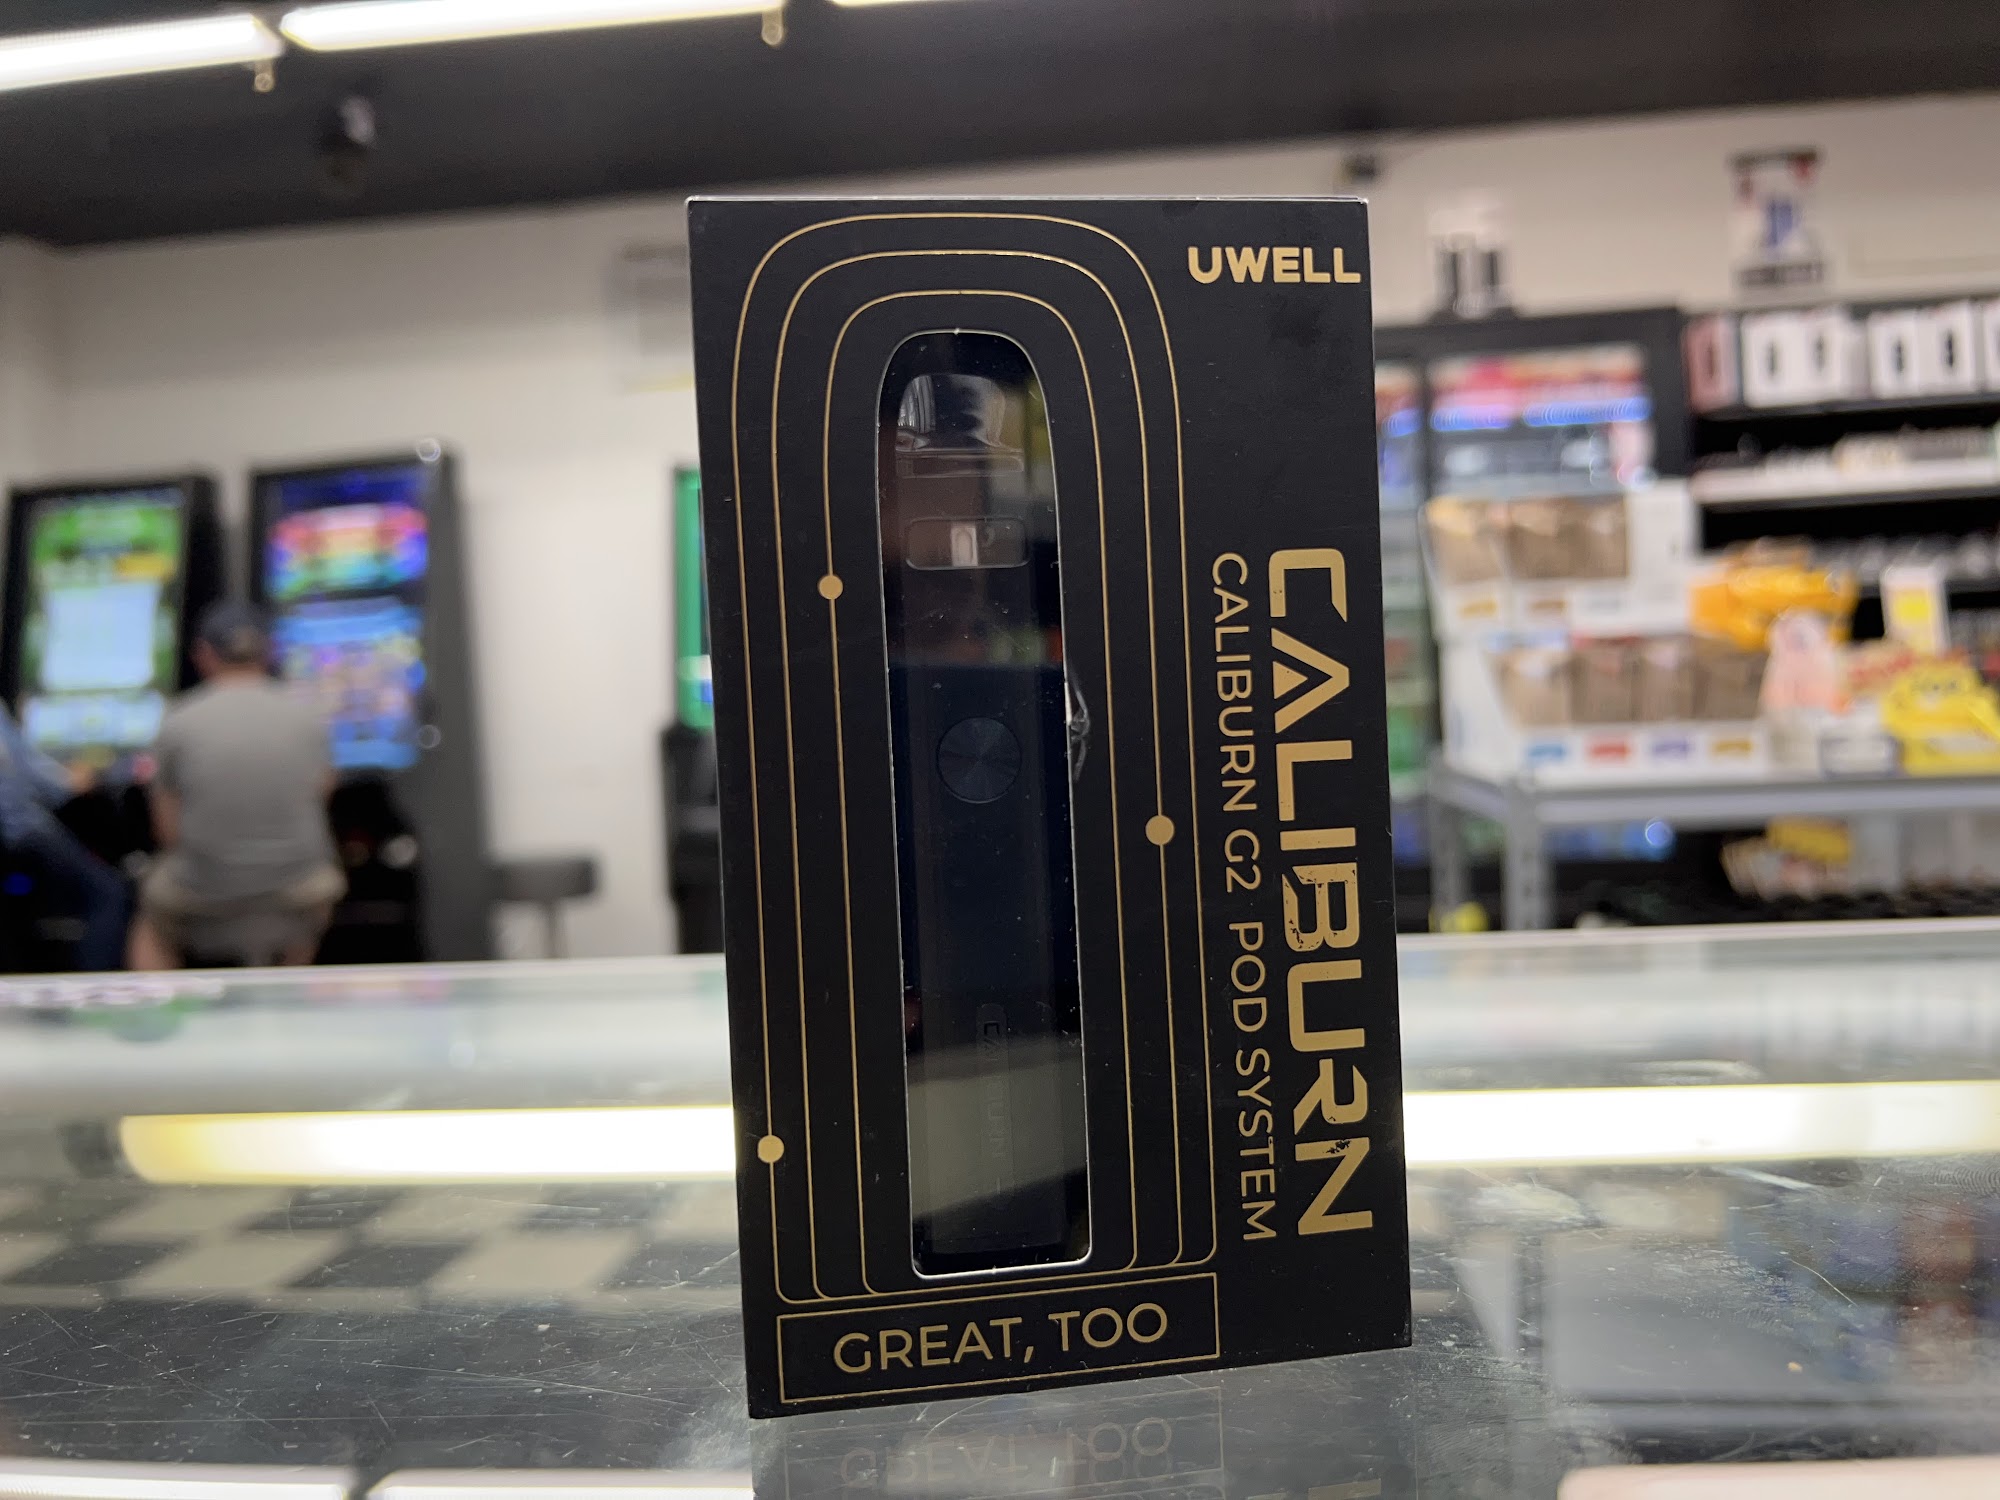 UWELL
CALIBURN
CALIBURN G2 POD SYSTEM
GREAT, TOO